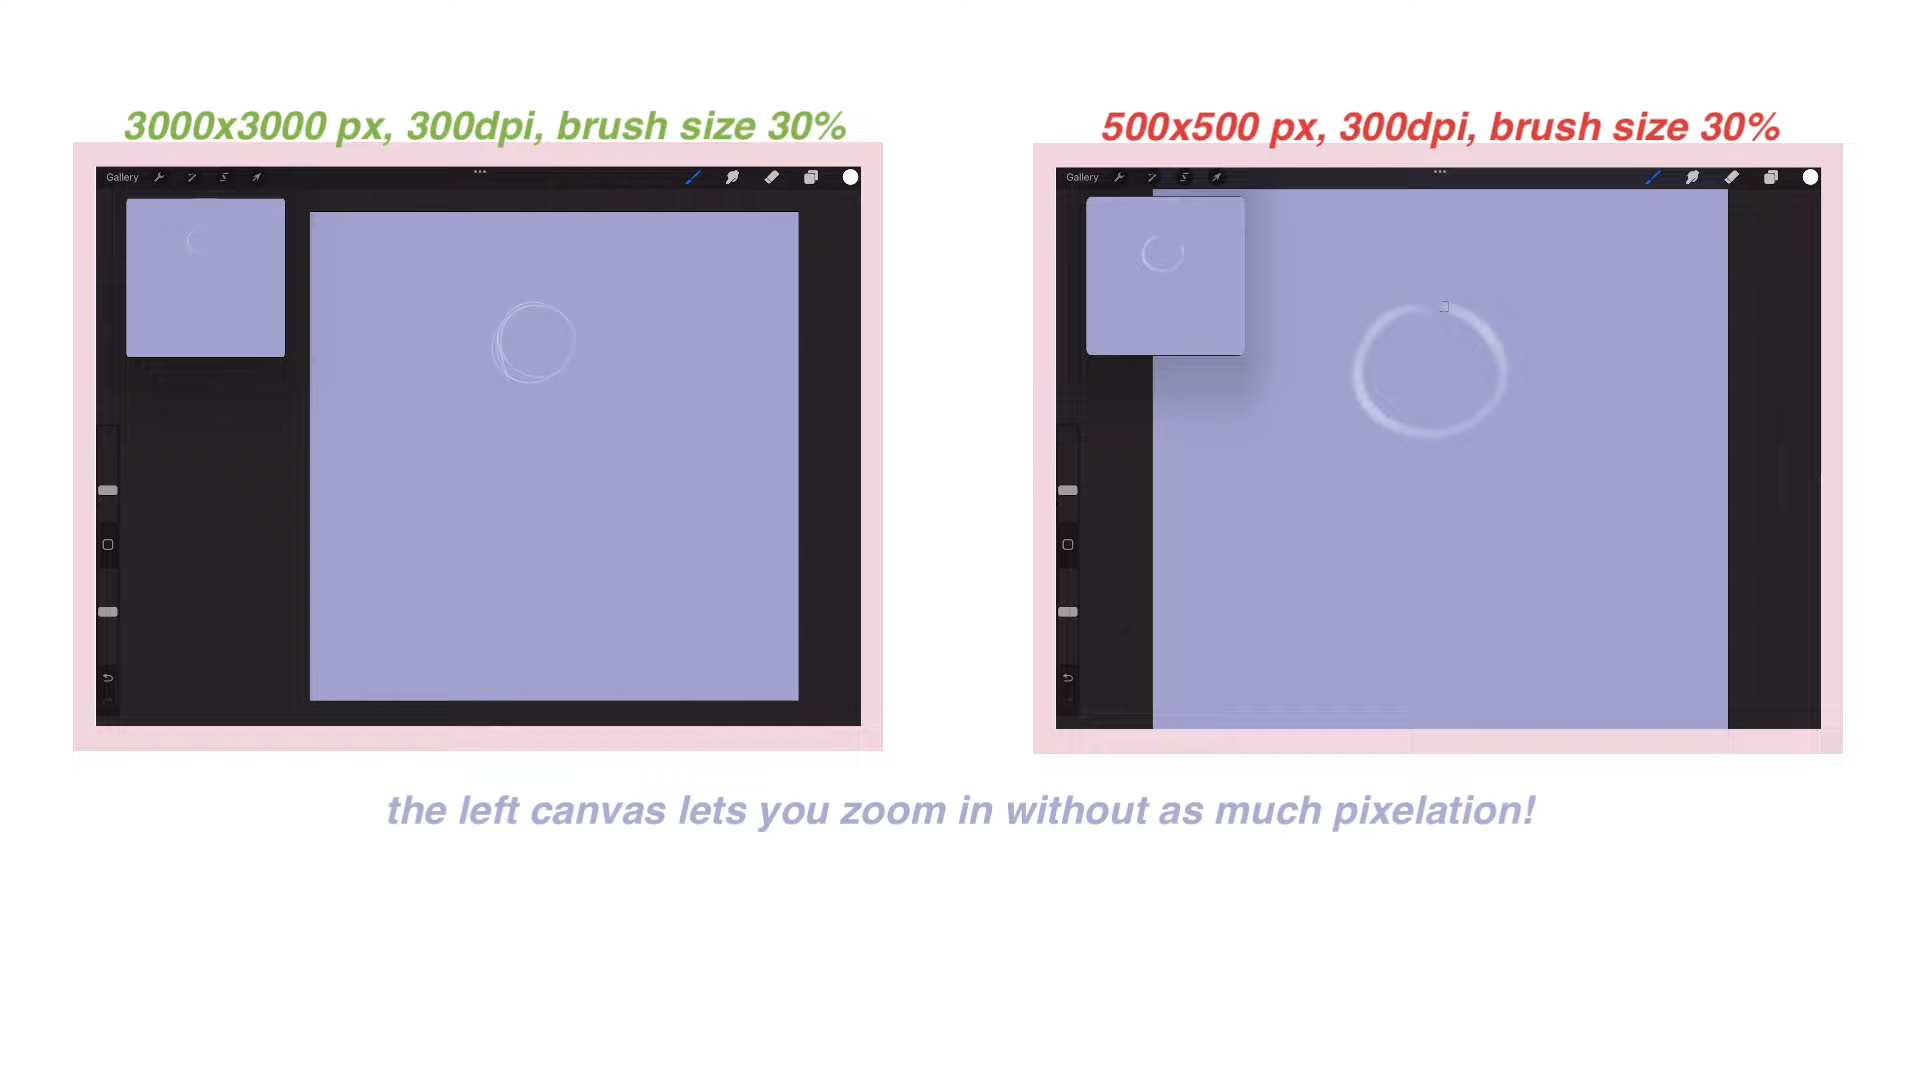 3000x3000 px, 300dpi, brush size 30%
500x500 px, 300dpi, brush size 30%
Gallery
Gallery
the left canvas lets you zoom in without as much pixelation!